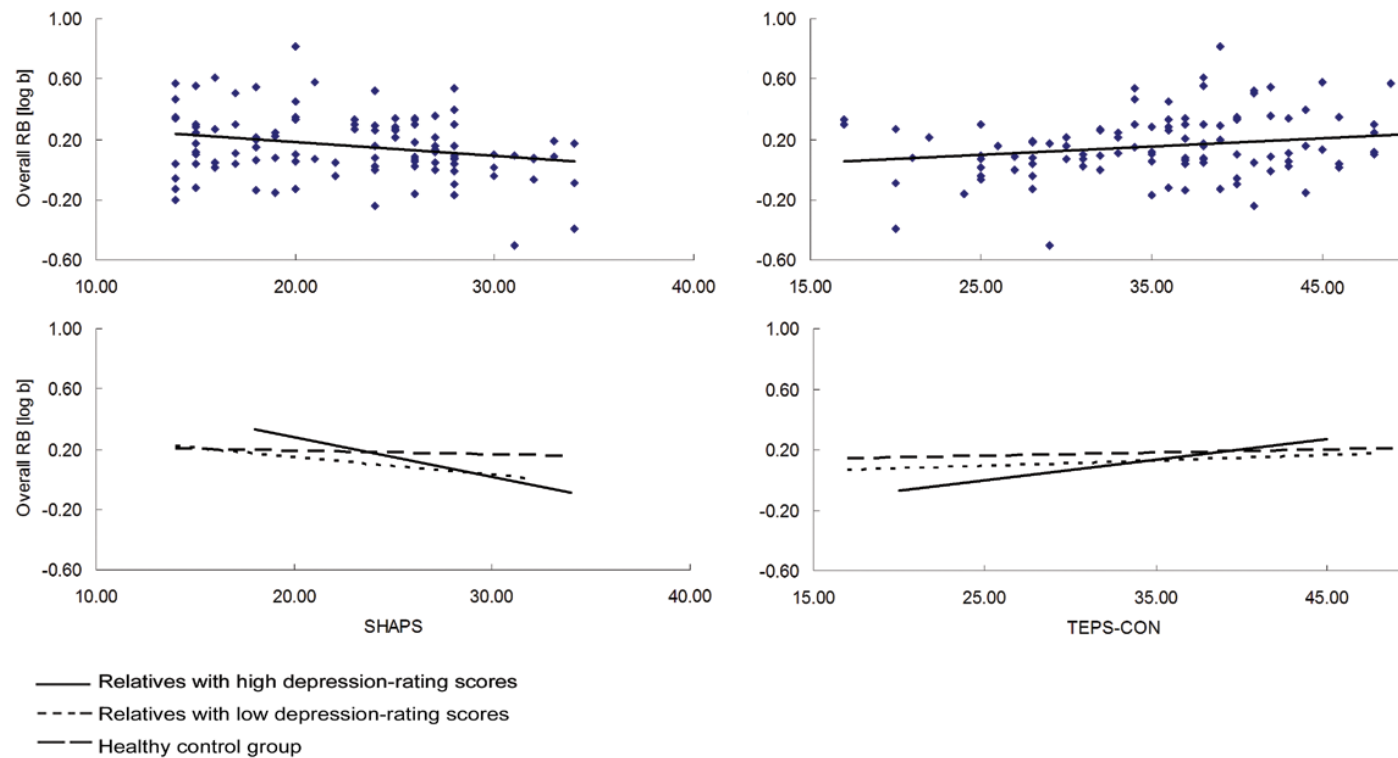 Overall RB [log b]
1.00
0.60
0.20
-0.20
-0.60
10.00 20.00 30.00 40.00
1.00
0.60
0.20
-0.20
-0.60
15.00 25.00 35.00 45.00
Overall RB [log b]
1.00
0.60
0.20
-0.20
-0.60
10.00 20.00 30.00 40.00
SHAPS
1.00
0.60
0.20
-0.20
-0.60
15.00 25.00 35.00 45.00
TEPS-CON
Relatives with high depression-rating scores
Relatives with low depression-rating scores
Healthy control group